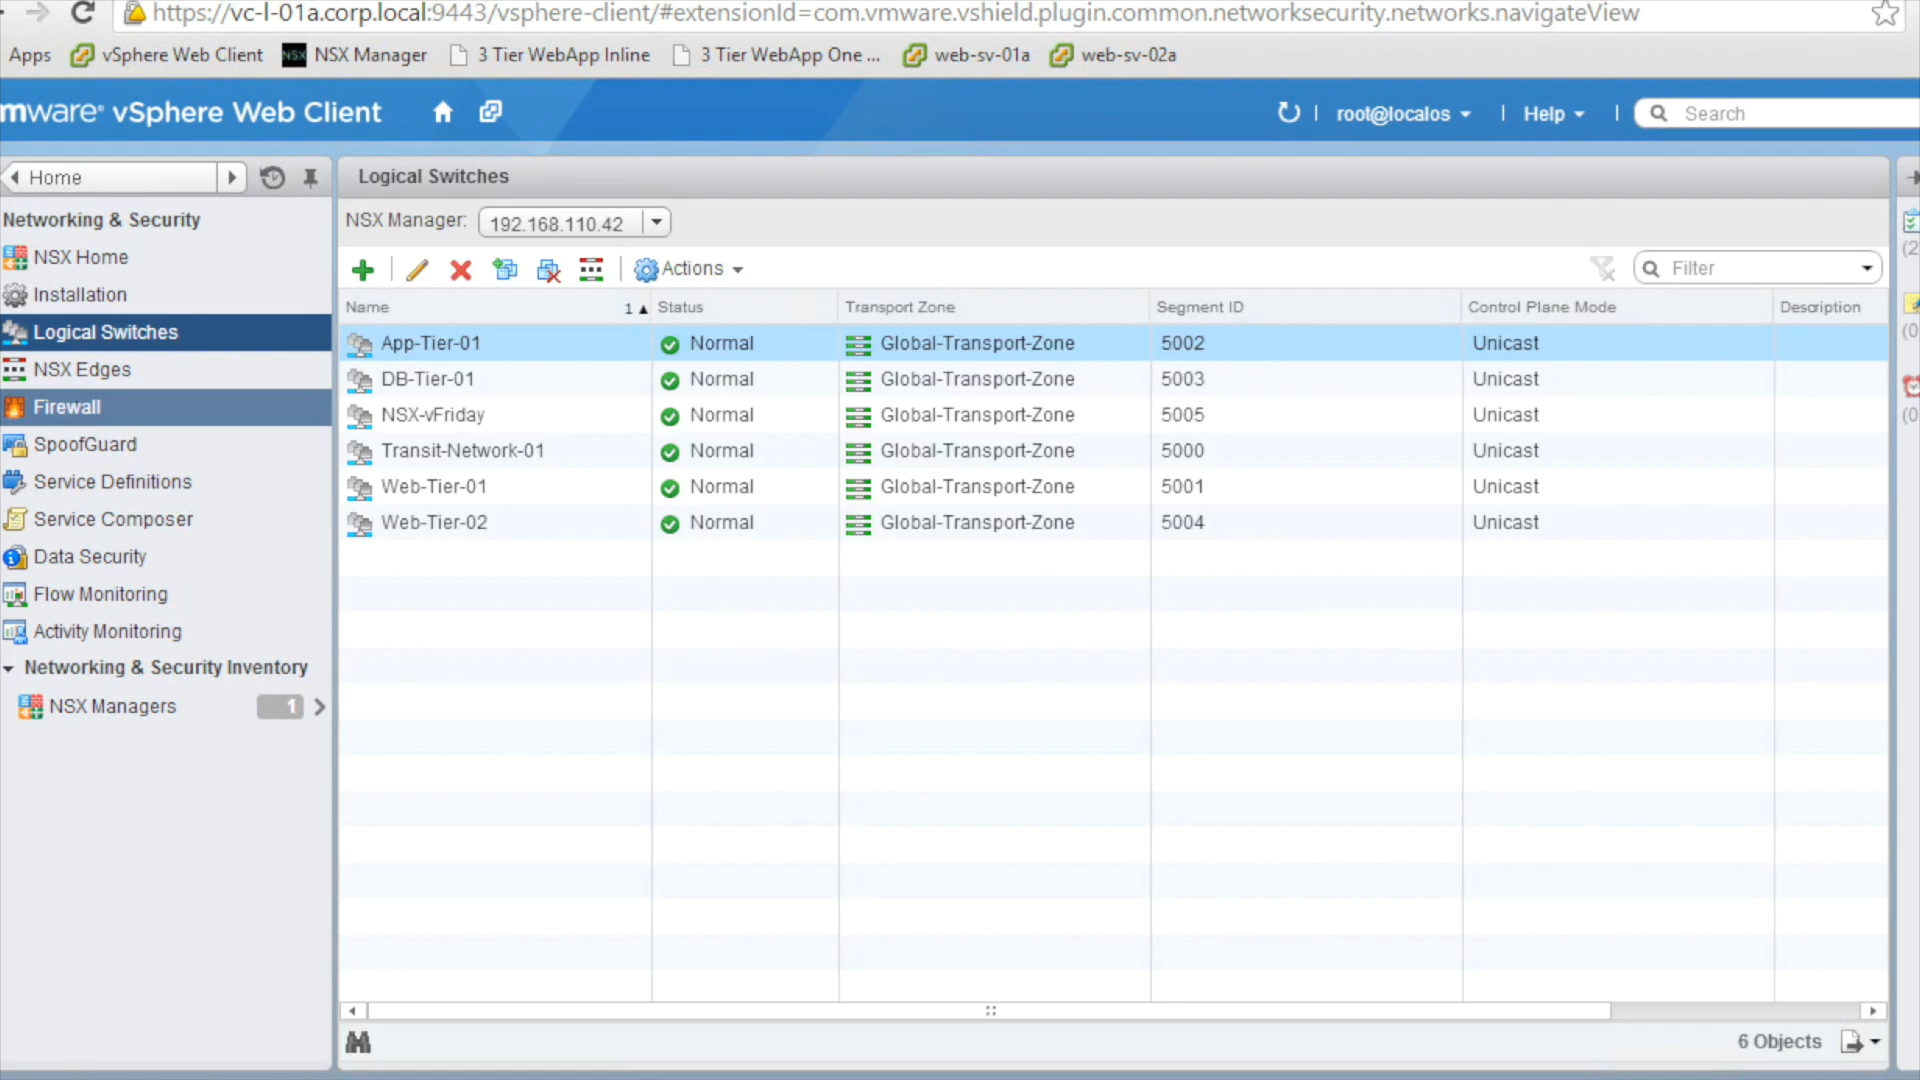 https://vc-l-01a.corp.local:9443/vsphere-client/#extensionId=com.vmware.vshield.plugin.common.networksecurity.networks.navigateView
Apps vSphere Web Client NSX NSX Manager 3 Tier WebApp Inline 3 Tier WebApp One ... web-sv-01a web-sv-02a
mware® vSphere Web Client root@localos Help Search
Home
Networking & Security
NSX Home
Installation
Logical Switches
NSX Edges
Firewall
SpoofGuard
Service Definitions
Service Composer
Data Security
Flow Monitoring
Activity Monitoring
Networking & Security Inventory
NSX Managers 1
Logical Switches
NSX Manager: 192.168.110.42
Actions Filter
Name 1 Status Transport Zone Segment ID Control Plane Mode Description
App-Tier-01 Normal Global-Transport-Zone 5002 Unicast
DB-Tier-01 Normal Global-Transport-Zone 5003 Unicast
NSX-vFriday Normal Global-Transport-Zone 5005 Unicast
Transit-Network-01 Normal Global-Transport-Zone 5000 Unicast
Web-Tier-01 Normal Global-Transport-Zone 5001 Unicast
Web-Tier-02 Normal Global-Transport-Zone 5004 Unicast
6 Objects
(2
(0
(0